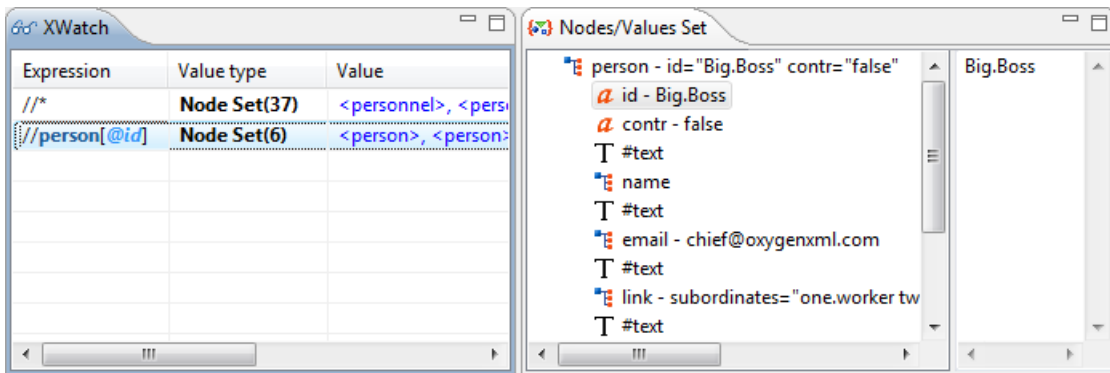 XWatch
Expression Value type Value
//* Node Set(37) <personnel>, <pers
//person[@id] Node Set(6) <person>, <person>
Nodes/Values Set
person - id="Big.Boss" contr="false"
a id - Big.Boss
a contr - false
T #text
name
T #text
email - chief@oxygenxml.com
T #text
link - subordinates="one.worker tw
T #text
Big.Boss